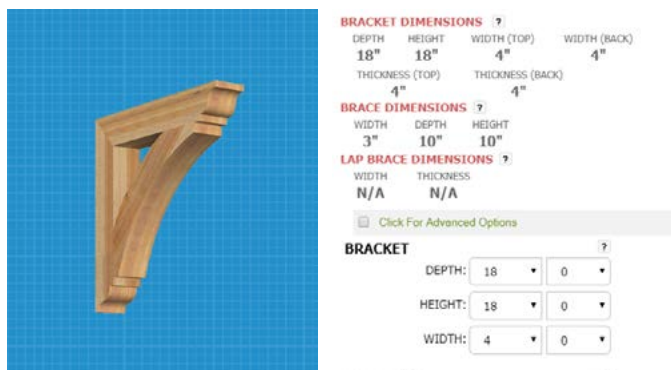 BRACKET DIMENSIONS ?
DEPTH HEIGHT WIDTH (TOP) WIDTH (BACK)
18" 18" 4" 4"
THICKNESS (TOP) THICKNESS (BACK)
4" 4"
BRACE DIMENSIONS ?
WIDTH DEPTH HEIGHT
3" 10" 10"
LAP BRACE DIMENSIONS ?
WIDTH THICKNESS
N/A N/A
Click For Advanced Options
BRACKET ?
DEPTH: 18 0
HEIGHT: 18 0
WIDTH: 4 0